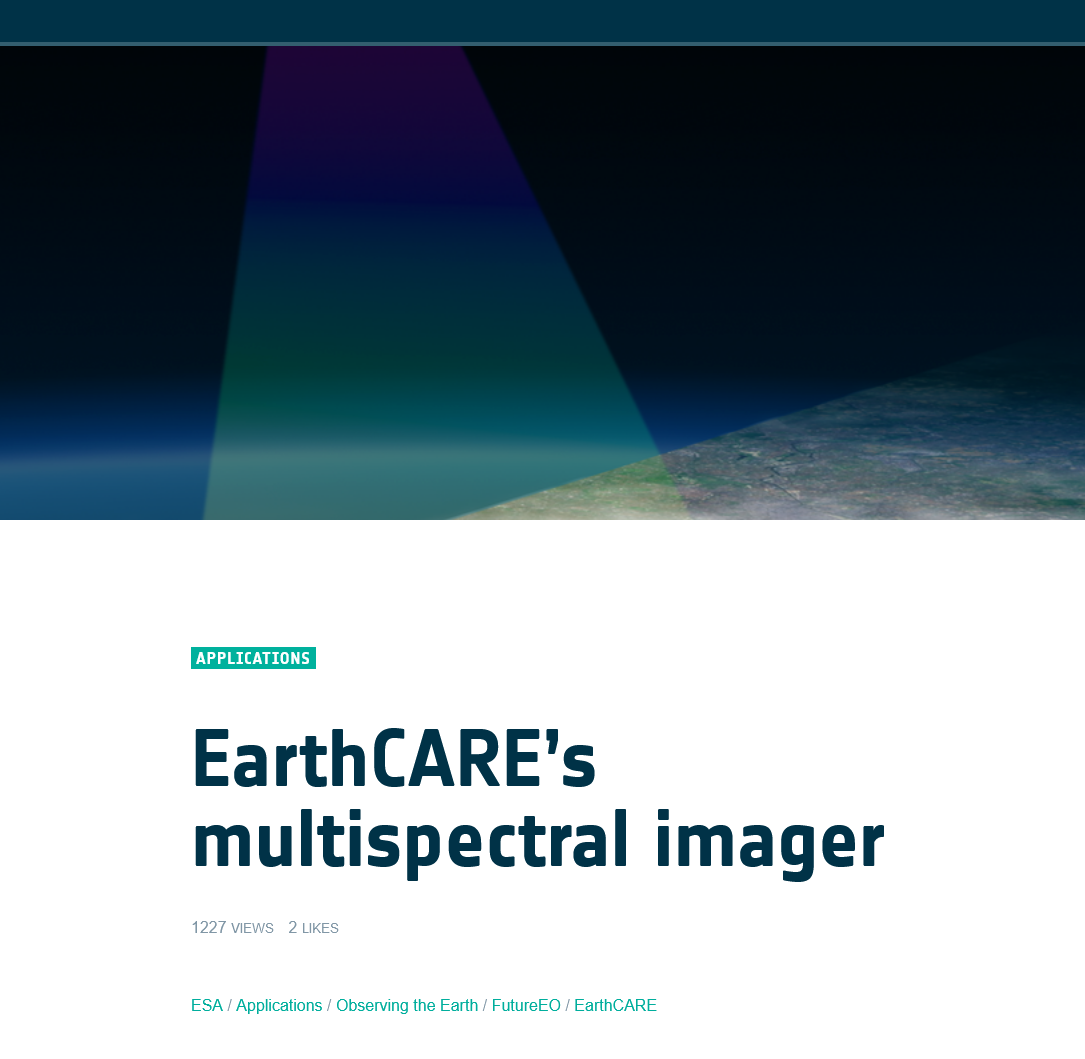 APPLICATIONS
EarthCARE’s
multispectral imager
1227 VIEWS 2 LIKES
ESA / Applications / Observing the Earth / FutureEO / EarthCARE